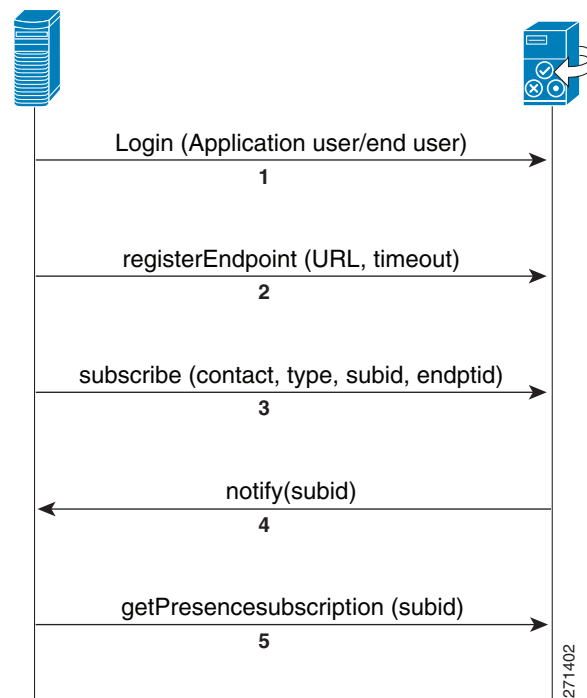 Login (Application user/end user)
1
registerEndpoint (URL, timeout)
2
subscribe (contact, type, subid, endptid)
3
notify(subid)
4
getPresencesubscription (subid)
5
271402